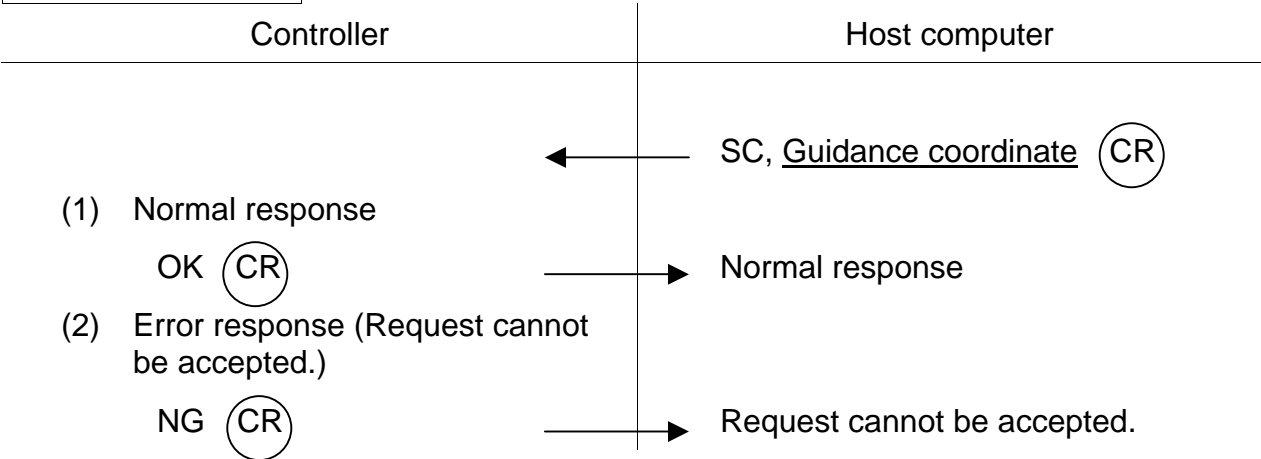 Controller Host computer
SC, Guidance coordinate CR
(1) Normal response
OK CR Normal response
(2) Error response (Request cannot
be accepted.)
NG CR Request cannot be accepted.